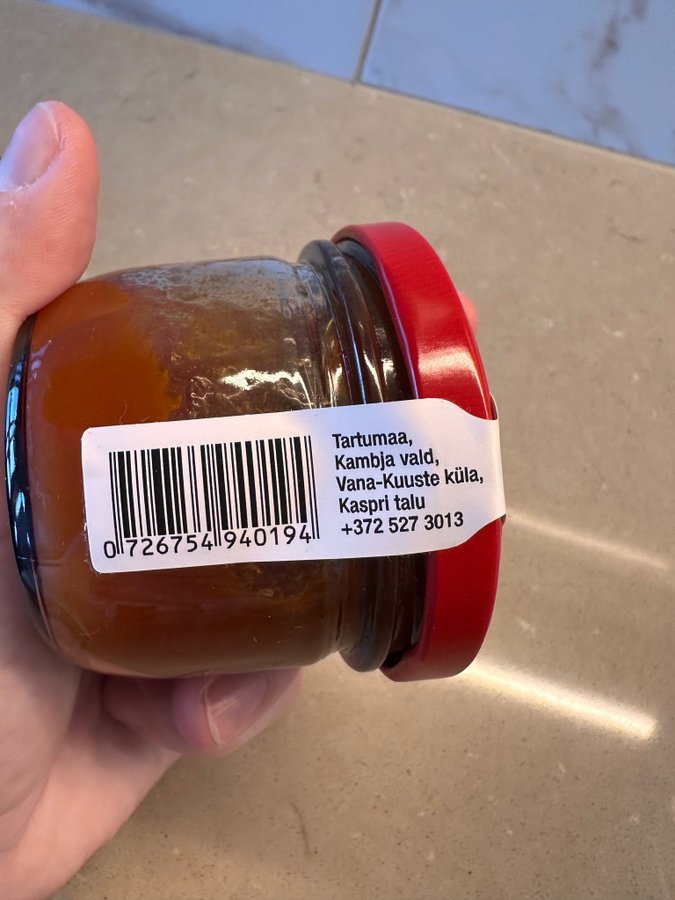 Tartumaa,
Kambja vald,
Vana-Kuuste küla,
Kaspri talu
+372 527 3013
0 726754 940194